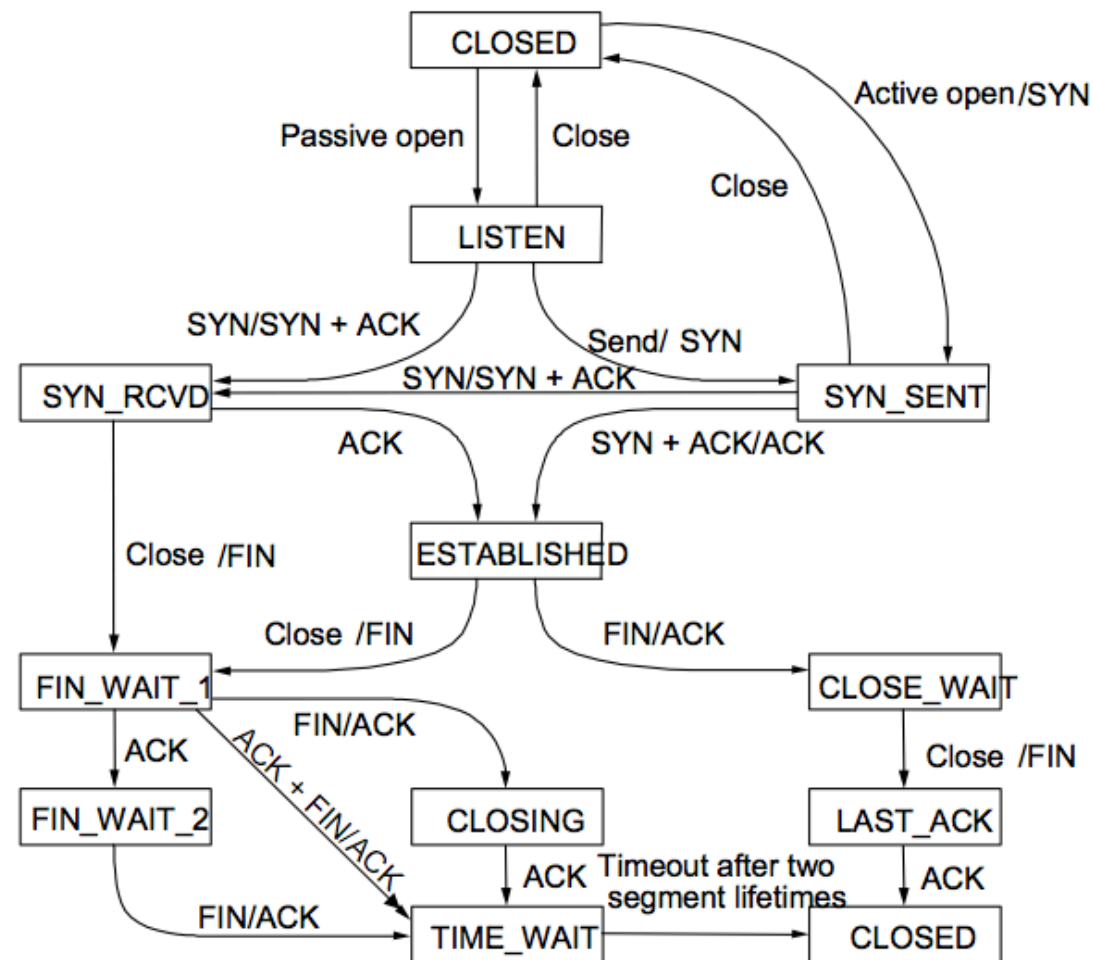 CLOSED
Active open/SYN
Passive open
Close
Close
LISTEN
SYN/SYN + ACK
Send/ SYN
SYN/SYN + ACK
SYN_RCVD
SYN_SENT
ACK
SYN + ACK/ACK
Close /FIN
ESTABLISHED
Close /FIN
FIN/ACK
FIN_WAIT_1
CLOSE_WAIT
FIN/ACK
ACK
ACK + FIN/ACK
Close /FIN
FIN_WAIT_2
CLOSING
LAST_ACK
ACK
Timeout after two
segment lifetimes
ACK
FIN/ACK
TIME_WAIT
CLOSED